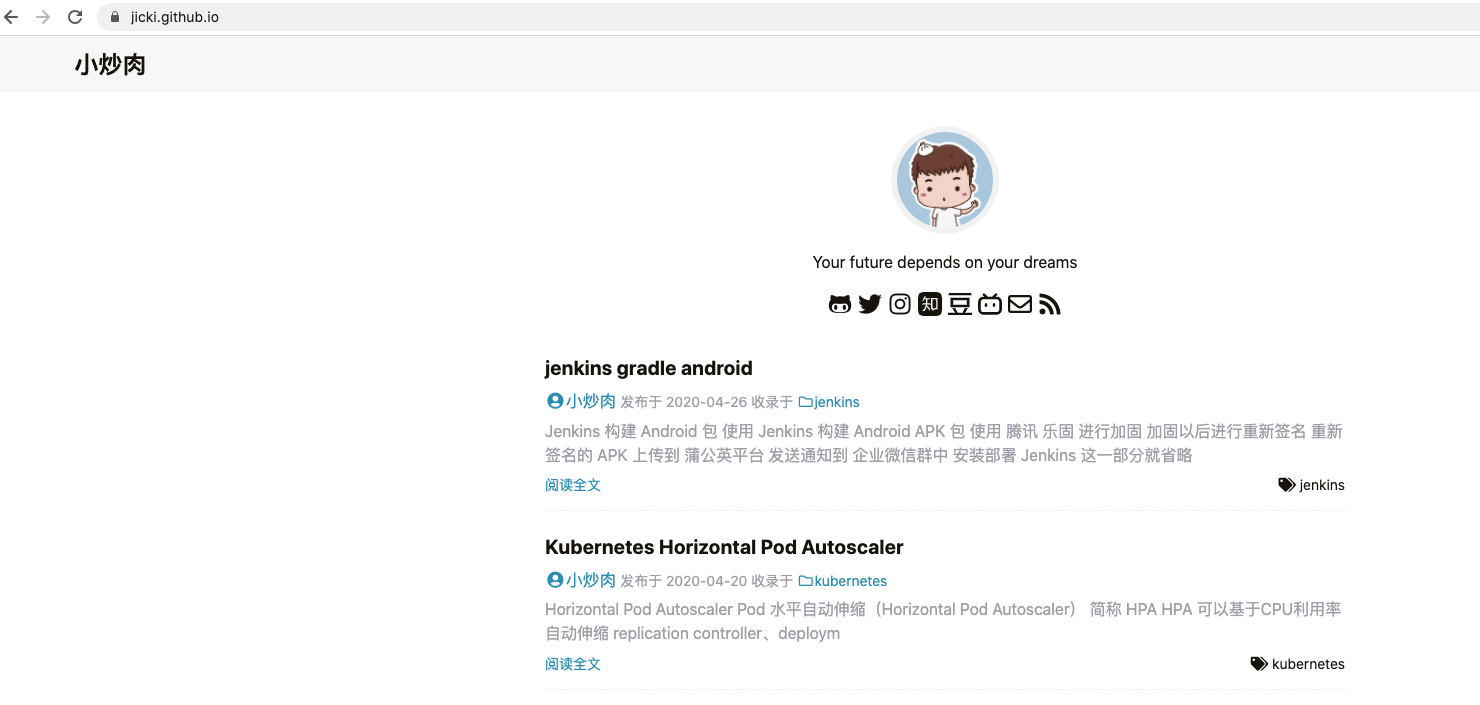 jicki.github.io
小炒肉
Your future depends on your dreams
知 豆
jenkins gradle android
小炒肉 发布于 2020-04-26 收录于 jenkins
Jenkins 构建 Android 包 使用 Jenkins 构建 Android APK 包 使用 腾讯 乐固 进行加固 加固以后进行重新签名 重新
签名的 APK 上传到 蒲公英平台 发送通知到 企业微信群中 安装部署 Jenkins 这一部分就省略
阅读全文 jenkins
Kubernetes Horizontal Pod Autoscaler
小炒肉 发布于 2020-04-20 收录于 kubernetes
Horizontal Pod Autoscaler Pod 水平自动伸缩（Horizontal Pod Autoscaler） 简称 HPA HPA 可以基于CPU利用率
自动伸缩 replication controller、deploym
阅读全文 kubernetes